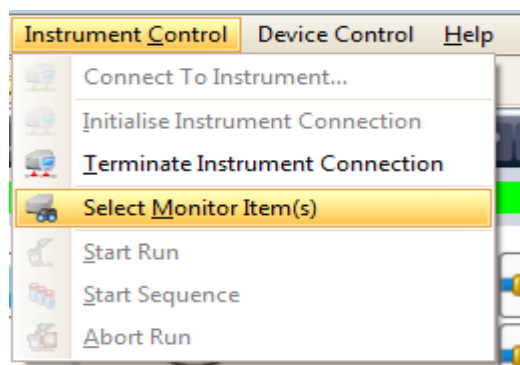 Instrument Control Device Control Help
Connect To Instrument...
Initialise Instrument Connection
Terminate Instrument Connection
Select Monitor Item(s)
Start Run
Start Sequence
Abort Run